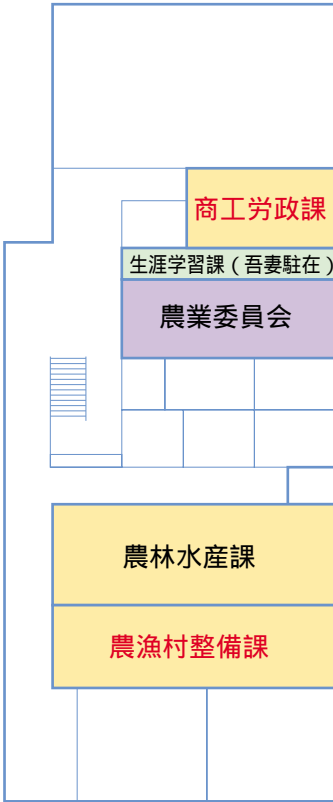 商工労政課
生涯学習課（吾妻駐在）
農業委員会
農林水産課
農漁村整備課